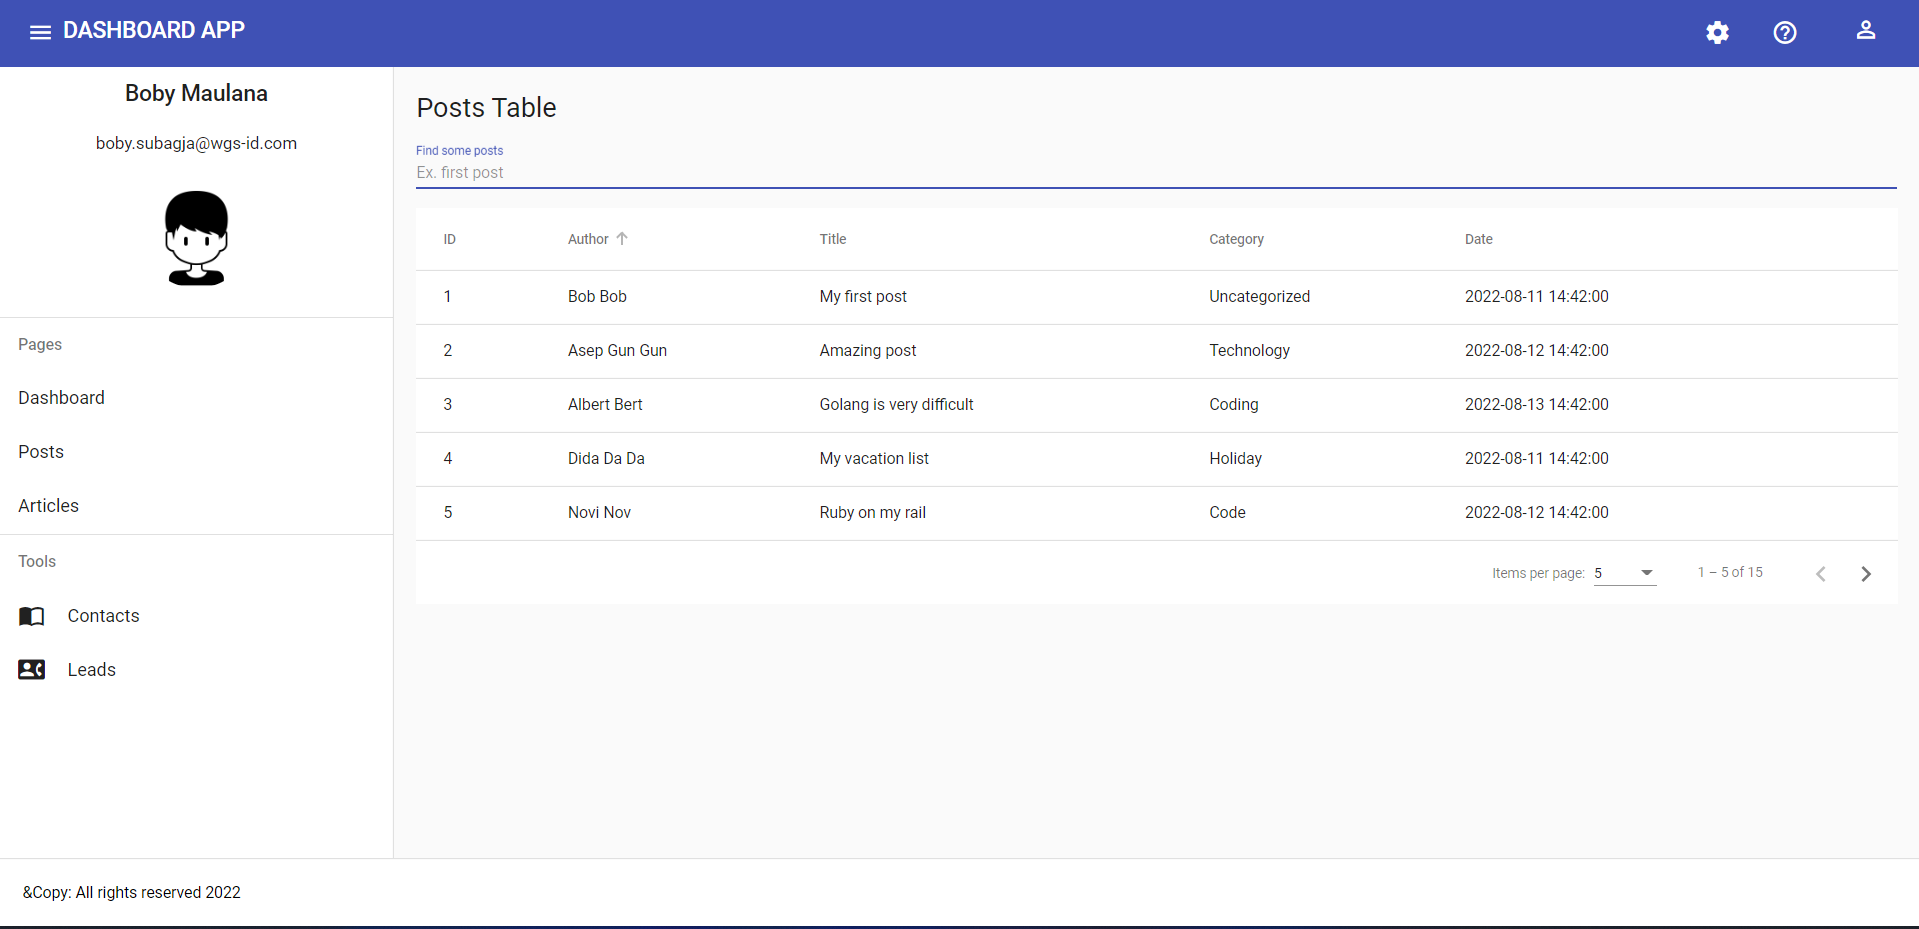 DASHBOARD APP
Boby Maulana
boby.subagja@wgs-id.com
Pages
Dashboard
Posts
Articles
Tools
Contacts
Leads
Posts Table
Find some posts
Ex. first post
ID Author Title Category Date
1 Bob Bob My first post Uncategorized 2022-08-11 14:42:00
2 Asep Gun Gun Amazing post Technology 2022-08-12 14:42:00
3 Albert Bert Golang is very difficult Coding 2022-08-13 14:42:00
4 Dida Da Da My vacation list Holiday 2022-08-11 14:42:00
5 Novi Nov Ruby on my rail Code 2022-08-12 14:42:00
Items per page: 5 1 – 5 of 15
&Copy: All rights reserved 2022